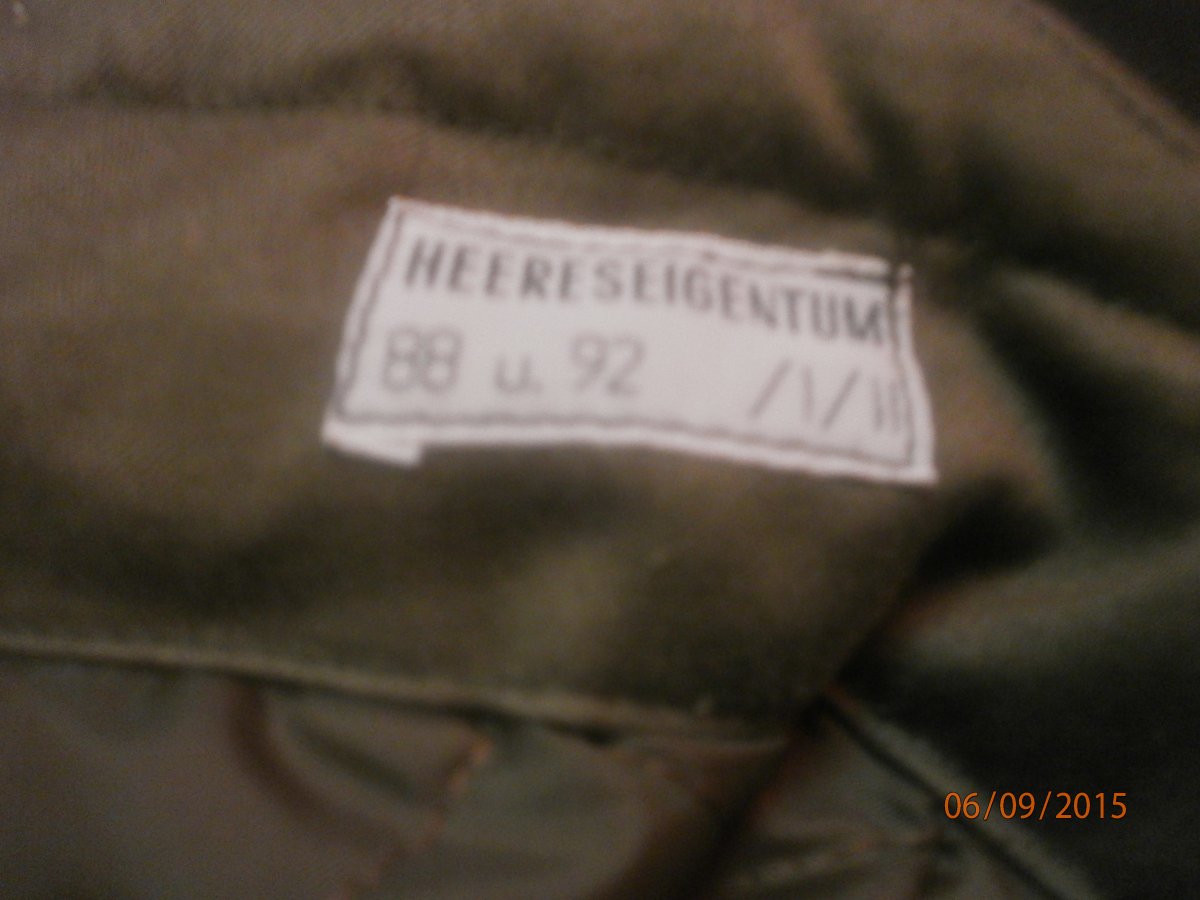 HEERESEIGENTUM
88 u. 92 /1/11
06/09/2015